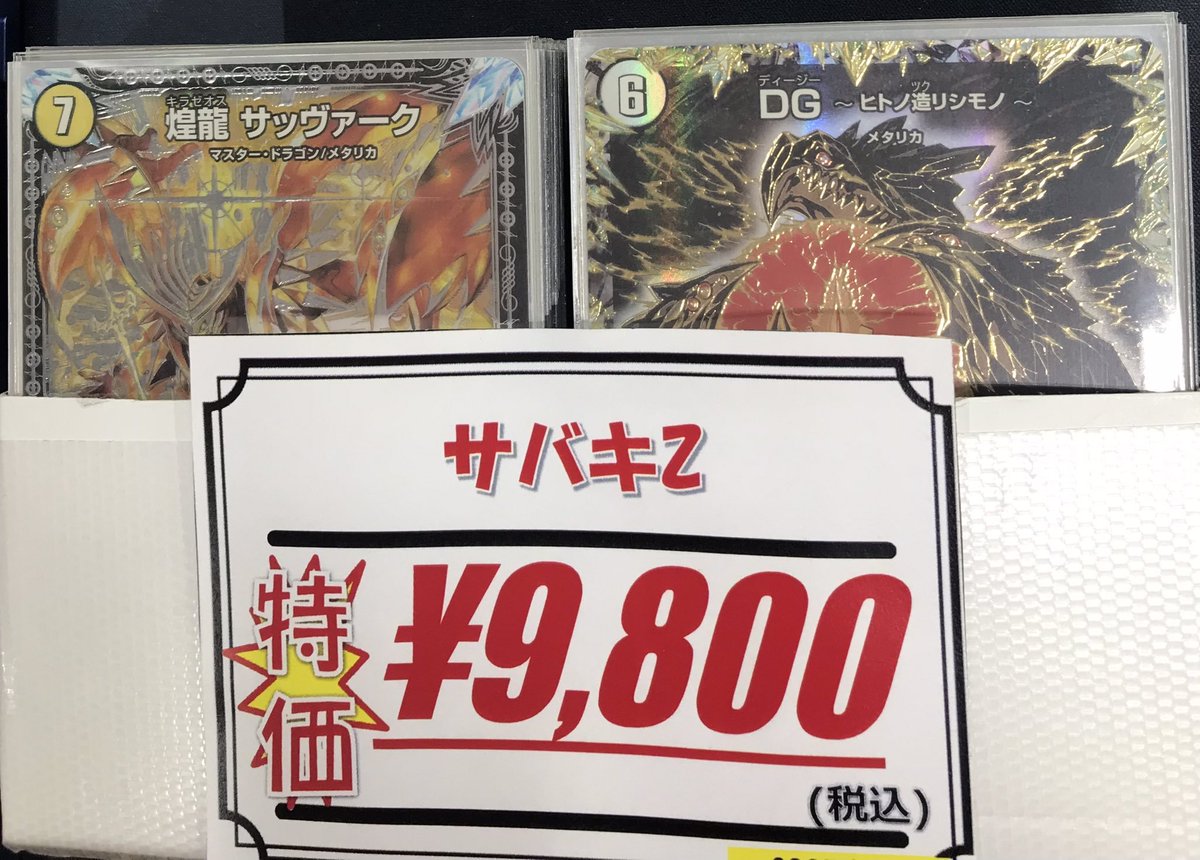 7
キラゼオス
煌龍 サッヴァーク
マスター・ドラゴン/メタリカ
6
ディージー ツク
DG ~ ヒトノ造リシモノ ~
メタリカ
サバキZ
特価
¥9,800
(税込)